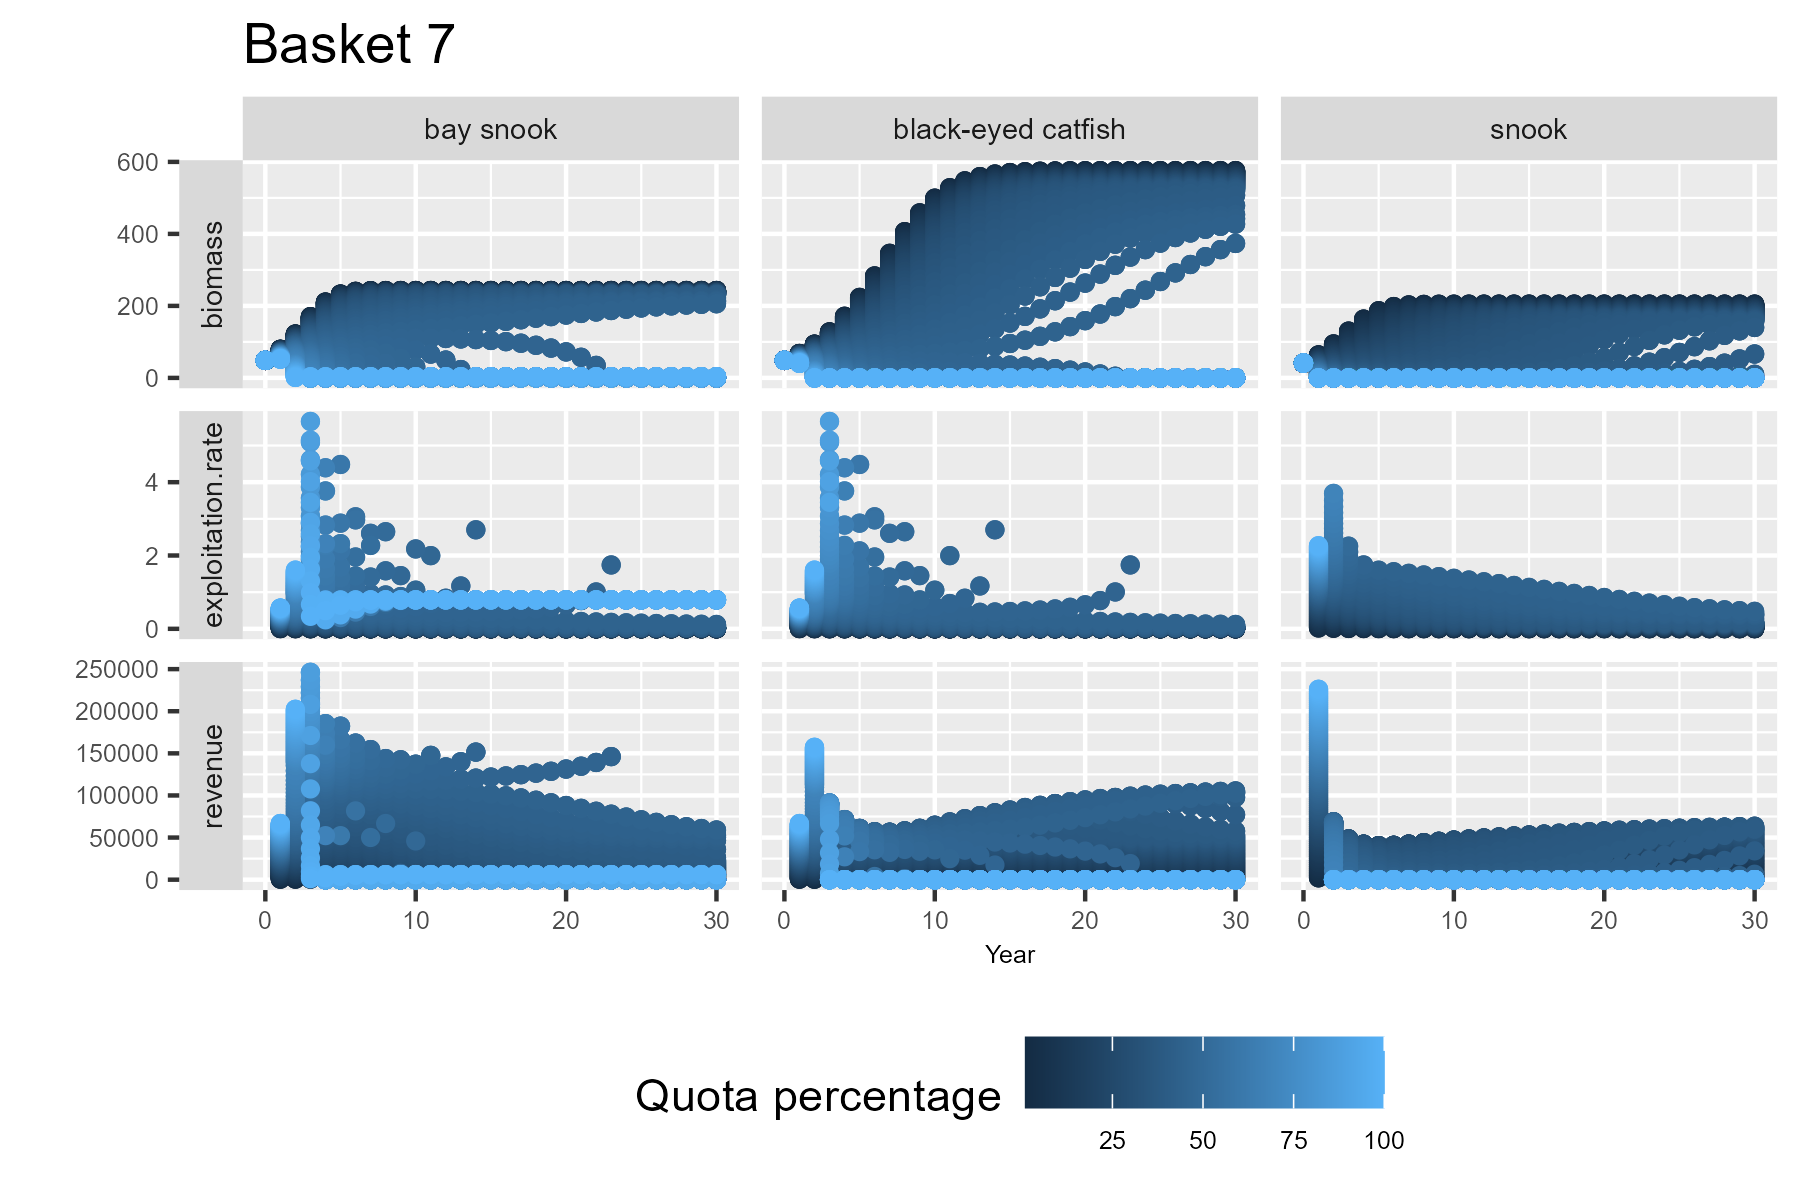 Basket 7
bay snook black-eyed catfish snook
biomass
600
400
200
0
exploitation.rate
4
2
0
revenue
250000
200000
150000
100000
50000
0
0 10 20 30 0 10 20 30 0 10 20 30
Year
Quota percentage
25 50 75 100